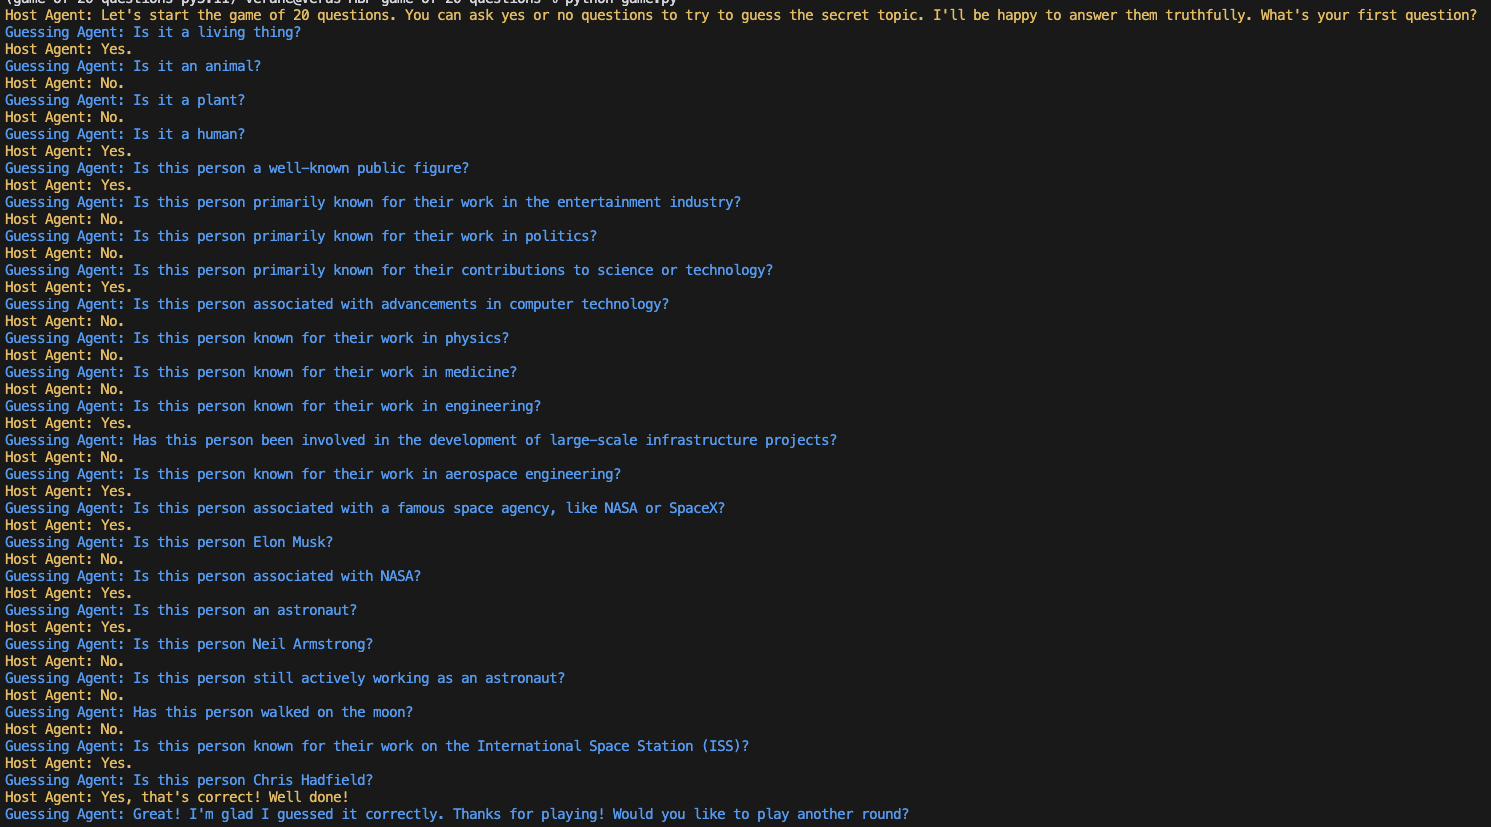 Host Agent: Let's start the game of 20 questions. You can ask yes or no questions to try to guess the secret topic. I'll be happy to answer them truthfully. What's your first question?
Guessing Agent: Is it a living thing?
Host Agent: Yes.
Guessing Agent: Is it an animal?
Host Agent: No.
Guessing Agent: Is it a plant?
Host Agent: No.
Guessing Agent: Is it a human?
Host Agent: Yes.
Guessing Agent: Is this person a well-known public figure?
Host Agent: Yes.
Guessing Agent: Is this person primarily known for their work in the entertainment industry?
Host Agent: No.
Guessing Agent: Is this person primarily known for their work in politics?
Host Agent: No.
Guessing Agent: Is this person primarily known for their contributions to science or technology?
Host Agent: Yes.
Guessing Agent: Is this person associated with advancements in computer technology?
Host Agent: No.
Guessing Agent: Is this person known for their work in physics?
Host Agent: No.
Guessing Agent: Is this person known for their work in medicine?
Host Agent: No.
Guessing Agent: Is this person known for their work in engineering?
Host Agent: Yes.
Guessing Agent: Has this person been involved in the development of large-scale infrastructure projects?
Host Agent: No.
Guessing Agent: Is this person known for their work in aerospace engineering?
Host Agent: Yes.
Guessing Agent: Is this person associated with a famous space agency, like NASA or SpaceX?
Host Agent: Yes.
Guessing Agent: Is this person Elon Musk?
Host Agent: No.
Guessing Agent: Is this person associated with NASA?
Host Agent: Yes.
Guessing Agent: Is this person an astronaut?
Host Agent: Yes.
Guessing Agent: Is this person Neil Armstrong?
Host Agent: No.
Guessing Agent: Is this person still actively working as an astronaut?
Host Agent: No.
Guessing Agent: Has this person walked on the moon?
Host Agent: No.
Guessing Agent: Is this person known for their work on the International Space Station (ISS)?
Host Agent: Yes.
Guessing Agent: Is this person Chris Hadfield?
Host Agent: Yes, that's correct! Well done!
Guessing Agent: Great! I'm glad I guessed it correctly. Thanks for playing! Would you like to play another round?